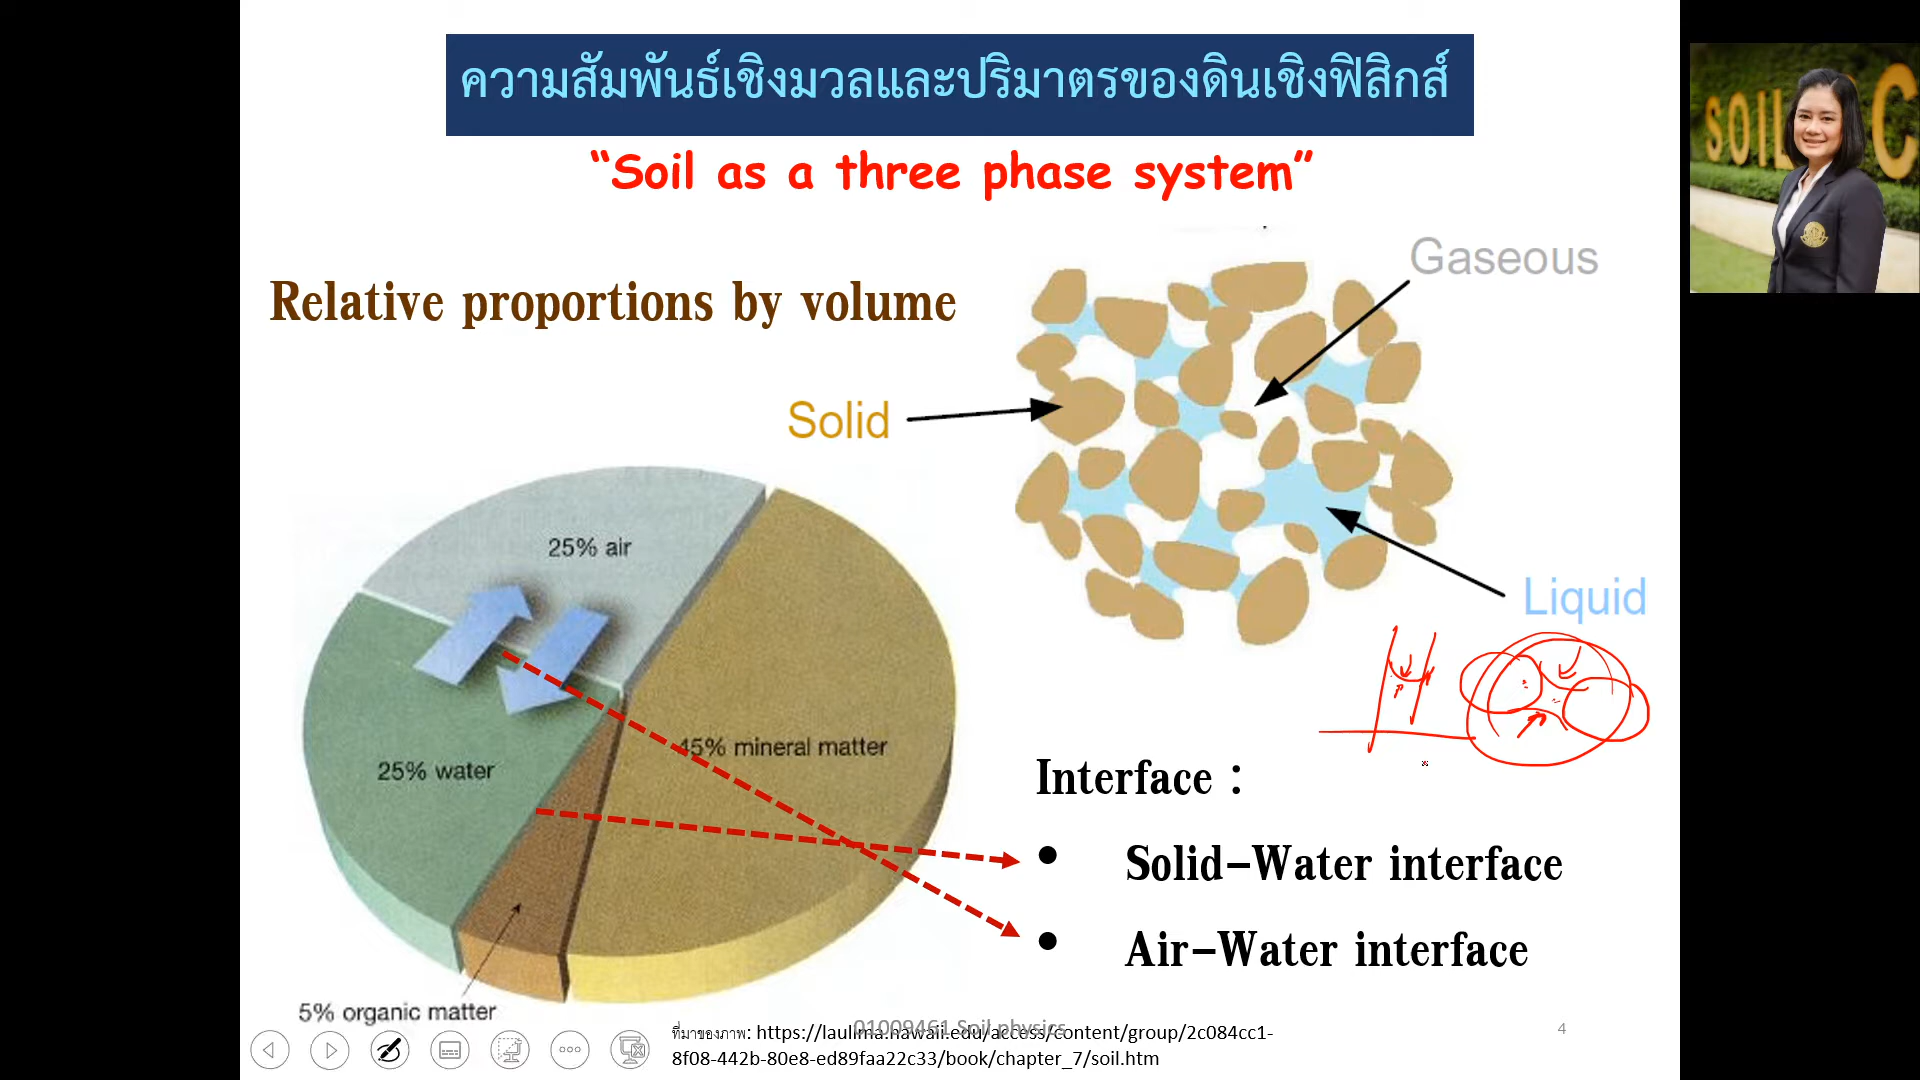 ความสัมพันธ์เชิงมวลและปริมาตรของดินเชิงฟิสิกส์
“Soil as a three phase system”
Relative proportions by volume
Gaseous
Solid
Liquid
25% air
25% water
45% mineral matter
5% organic matter
Interface :
• Solid-Water interface
• Air-Water interface
01009461 Soil physics
ที่มาของภาพ: https://laulima.hawaii.edu/access/content/group/2c084cc1-
8f08-442b-80e8-ed89faa22c33/book/chapter_7/soil.htm
4
SOIL
C